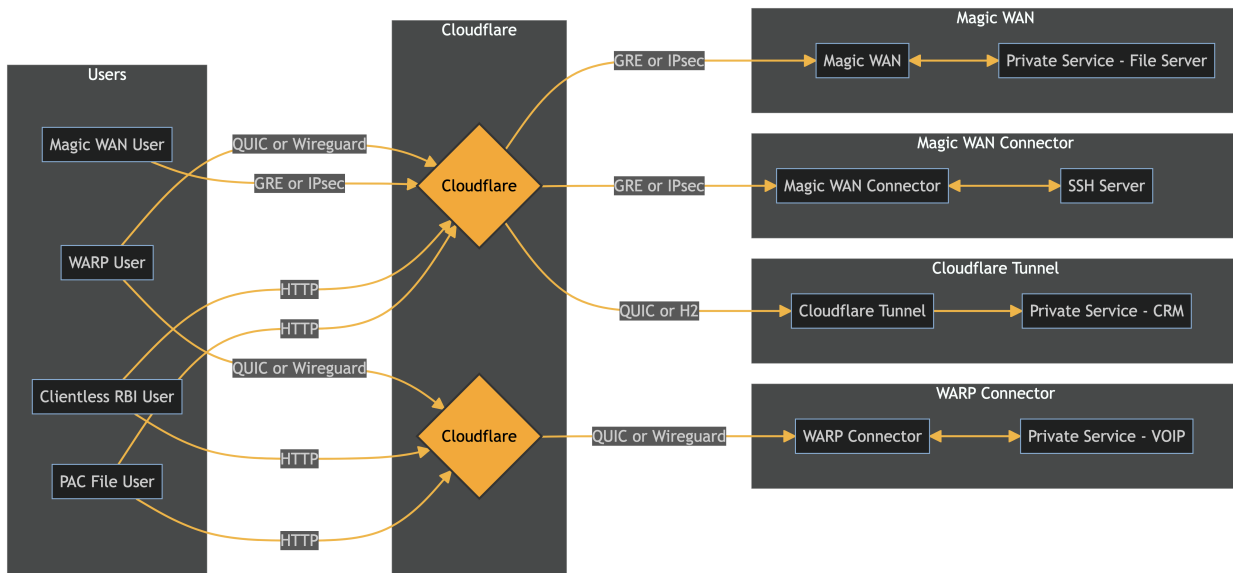 Users
Magic WAN User
WARP User
Clientless RBI User
PAC File User
QUIC or Wireguard
GRE or IPsec
HTTP
HTTP
QUIC or Wireguard
HTTP
HTTP
Cloudflare
Cloudflare
Cloudflare
GRE or IPsec
GRE or IPsec
QUIC or H2
QUIC or Wireguard
Magic WAN
Magic WAN
Private Service - File Server
Magic WAN Connector
Magic WAN Connector
SSH Server
Cloudflare Tunnel
Cloudflare Tunnel
Private Service - CRM
WARP Connector
WARP Connector
Private Service - VOIP